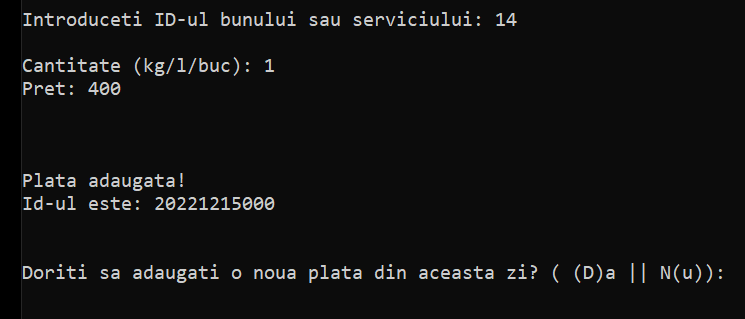 Introduceti ID-ul bunului sau serviciului: 14
Cantitate (kg/l/buc): 1
Pret: 400
Plata adaugata!
Id-ul este: 20221215000
Doriti sa adaugati o noua plata din aceasta zi? ( (D)a || N(u)):